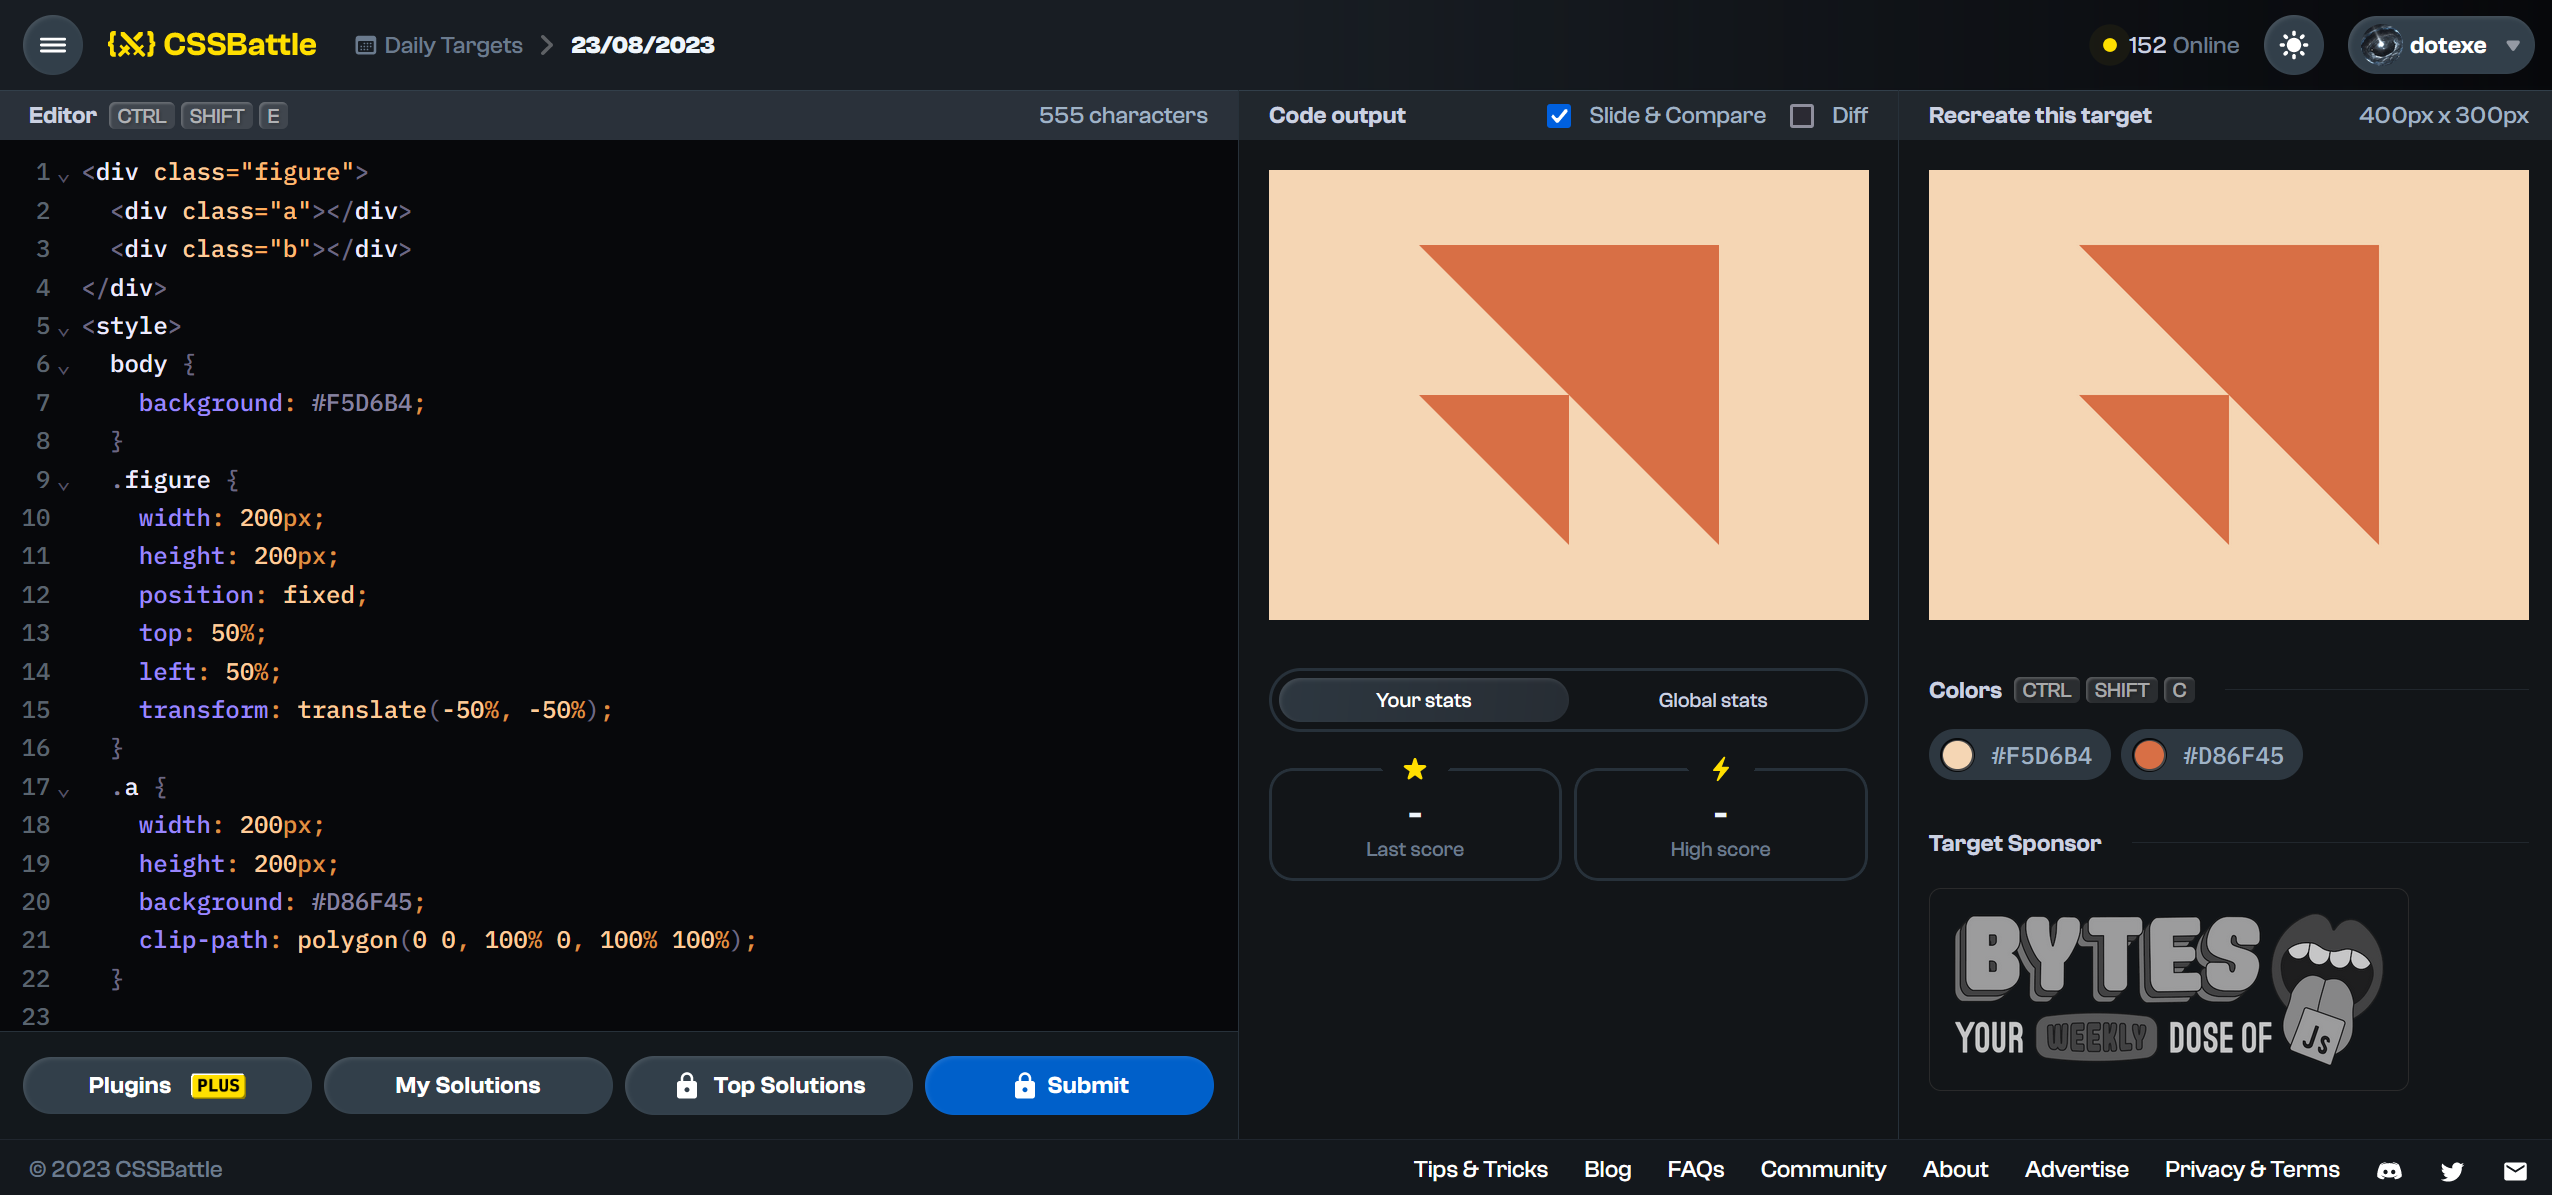 {X} CSSBattle Daily Targets 23/08/2023 152 Online dotexe
Editor CTRL SHIFT E 555 characters
Code output Slide & Compare Diff
Recreate this target 400px x 300px
1 <div class="figure">
2 <div class="a"></div>
3 <div class="b"></div>
4 </div>
5 <style>
6 body {
7 background: #F5D6B4;
8 }
9 .figure {
10 width: 200px;
11 height: 200px;
12 position: fixed;
13 top: 50%;
14 left: 50%;
15 transform: translate(-50%, -50%);
16 }
17 .a {
18 width: 200px;
19 height: 200px;
20 background: #D86F45;
21 clip-path: polygon(0 0, 100% 0, 100% 100%);
22 }
23
Plugins PLUS My Solutions Top Solutions Submit
Your stats Global stats
- -
Last score High score
Colors CTRL SHIFT C
#F5D6B4 #D86F45
Target Sponsor
BYTES
YOUR WEEKLY DOSE OF JS
© 2023 CSSBattle Tips & Tricks Blog FAQs Community About Advertise Privacy & Terms